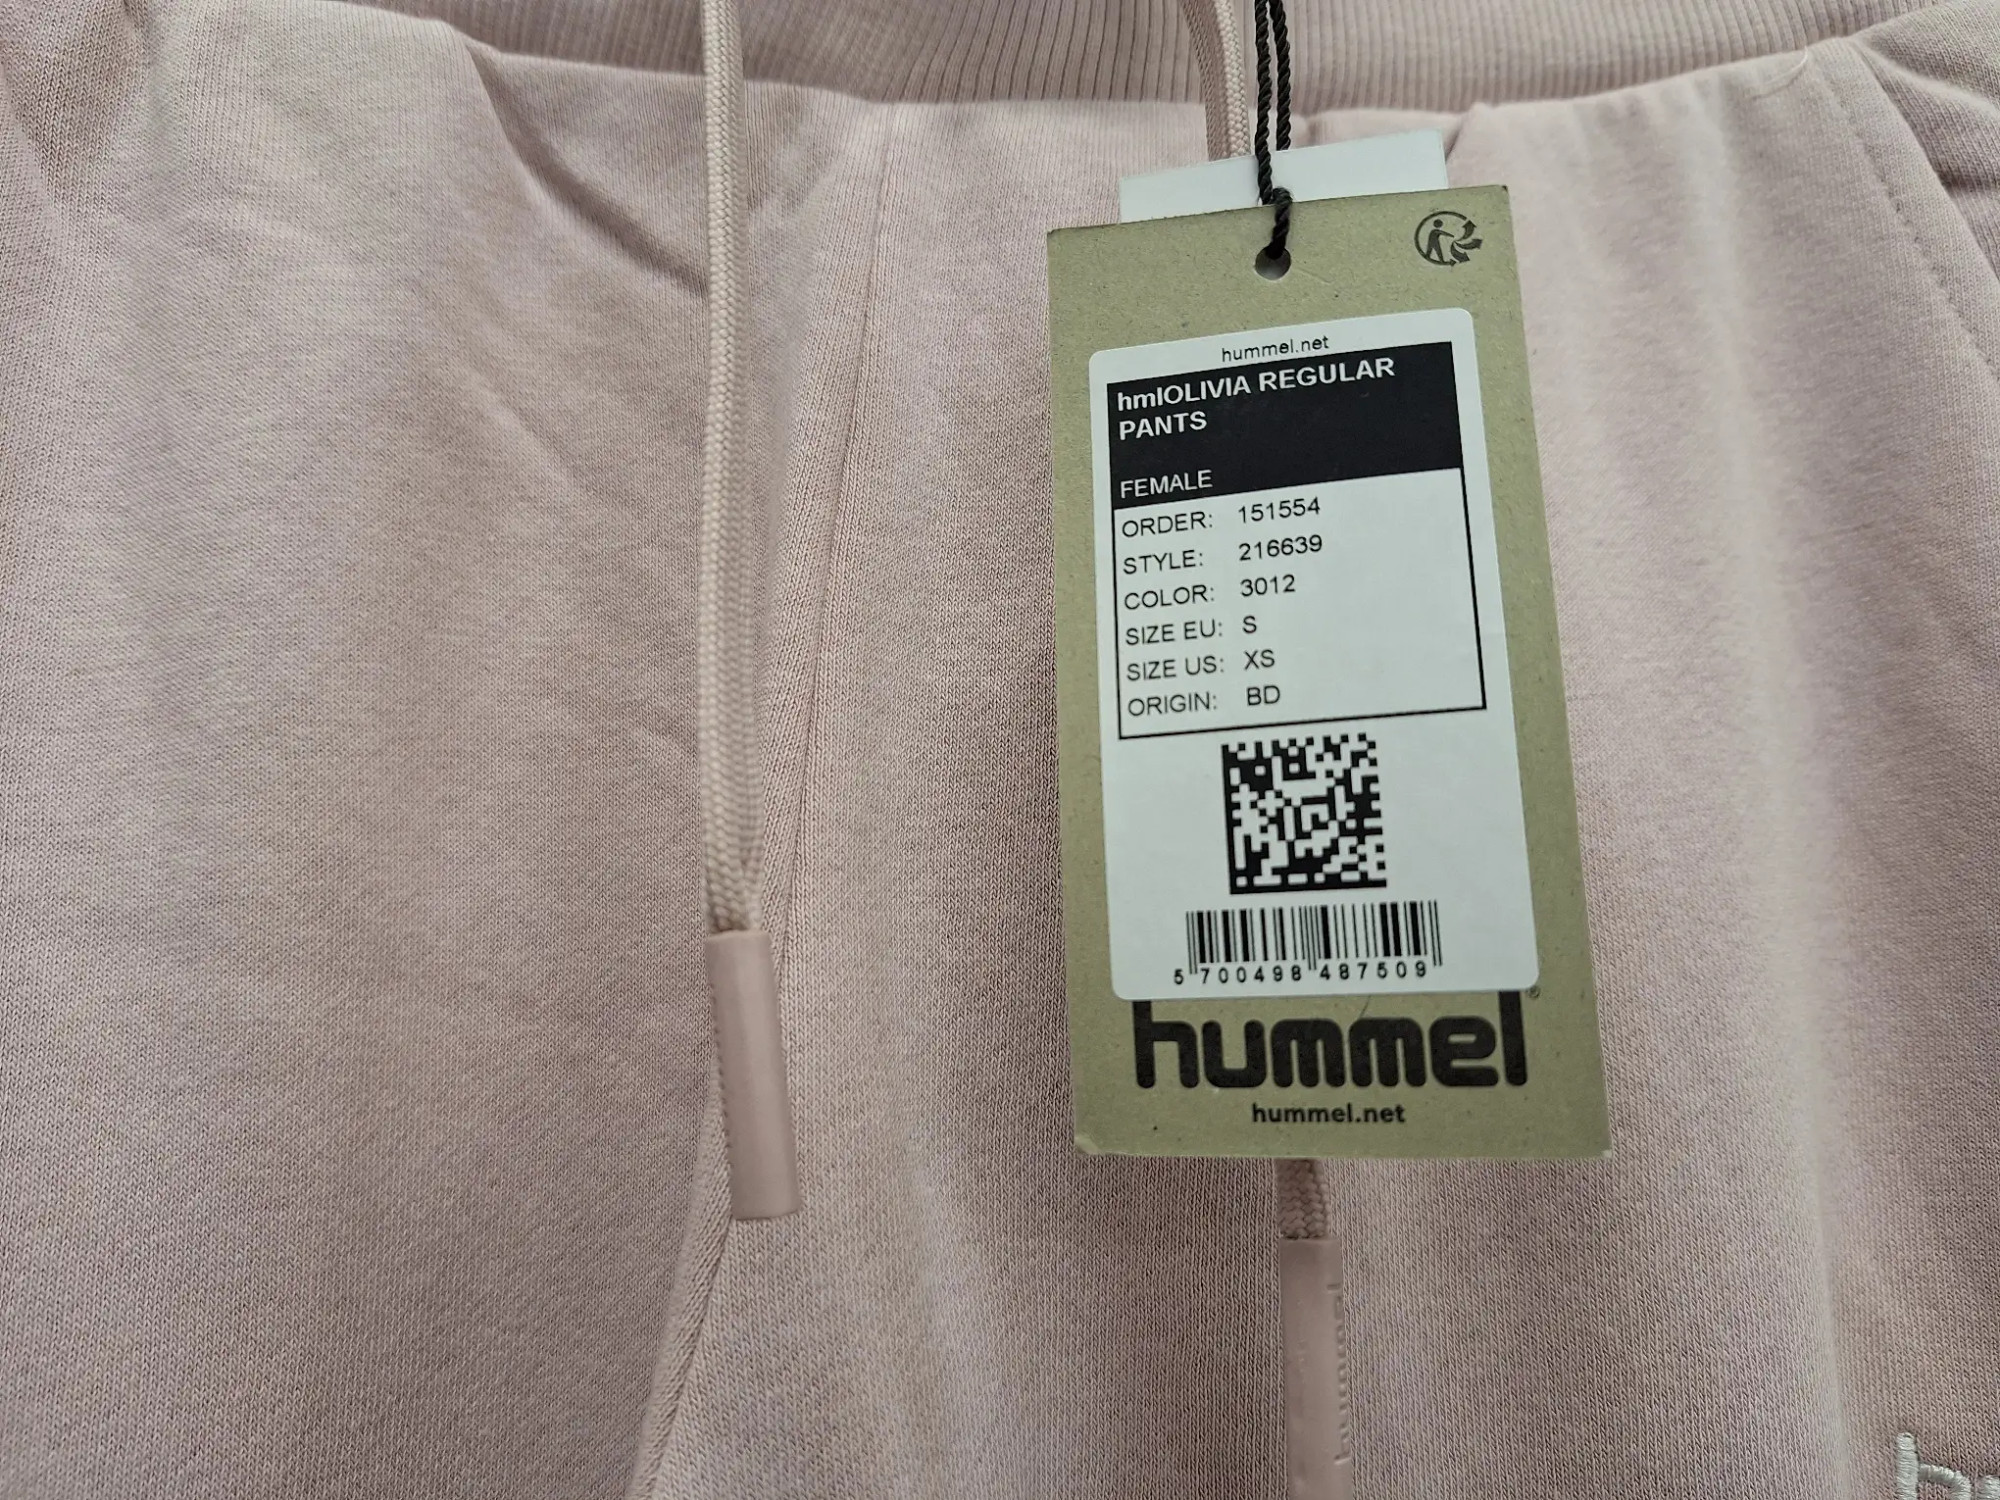 hummel.net
hmlOLIVIA REGULAR
PANTS
FEMALE
ORDER: 151554
STYLE: 216639
COLOR: 3012
SIZE EU: S
SIZE US: XS
ORIGIN: BD
5 700498 487509
hummel®
hummel.net
hummel